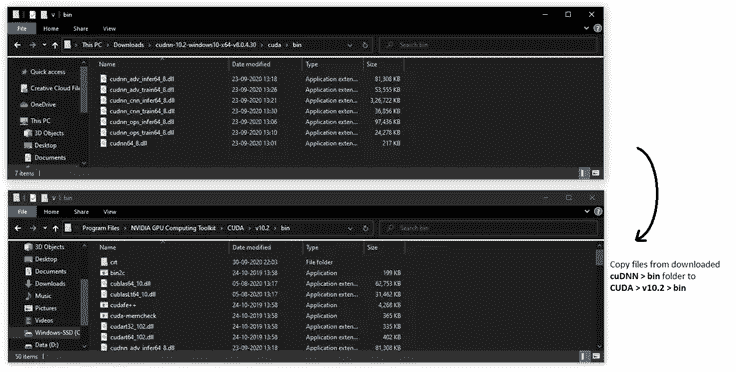 bin
File Home Share View
This PC > Downloads > cudnn-10.2-windows10-x64-v8.0.4.30 > cuda > bin
Search bin
Name Date modified Type Size
Quick access
Creative Cloud File
OneDrive
This PC
3D Objects
Desktop
Documents
cudnn_adv_infer64_8.dll 23-09-2020 13:18 Application exten... 81,308 KB
cudnn_adv_train64_8.dll 23-09-2020 13:26 Application exten... 53,555 KB
cudnn_cnn_infer64_8.dll 23-09-2020 13:21 Application exten... 3,26,722 KB
cudnn_cnn_train64_8.dll 23-09-2020 13:30 Application exten... 36,856 KB
cudnn_ops_infer64_8.dll 23-09-2020 13:06 Application exten... 97,436 KB
cudnn_ops_train64_8.dll 23-09-2020 13:10 Application exten... 24,278 KB
cudnn64_8.dll 23-09-2020 13:01 Application exten... 217 KB
7 items
bin
File Home Share View
Program Files > NVIDIA GPU Computing Toolkit > CUDA > v10.2 > bin
Search bin
Name Date modified Type Size
3D Objects
Desktop
Documents
Downloads
Music
Pictures
Videos
Windows-SSD (C
Data (D:)
crt 30-09-2020 22:03 File folder
bin2c 24-10-2019 13:58 Application 199 KB
cublas64_10.dll 05-08-2020 13:17 Application exten... 62,753 KB
cublasLt64_10.dll 05-08-2020 13:17 Application exten... 31,462 KB
cudafe++ 24-10-2019 13:58 Application 4,268 KB
cuda-memcheck 24-10-2019 13:58 Application 365 KB
cudart32_102.dll 24-10-2019 13:58 Application exten... 335 KB
cudart64_102.dll 24-10-2019 13:58 Application exten... 402 KB
cudnn_adv_infer64_8.dll 23-09-2020 13:18 Application exten... 81,308 KB
50 items
Copy files from downloaded
cuDNN > bin folder to
CUDA > v10.2 > bin